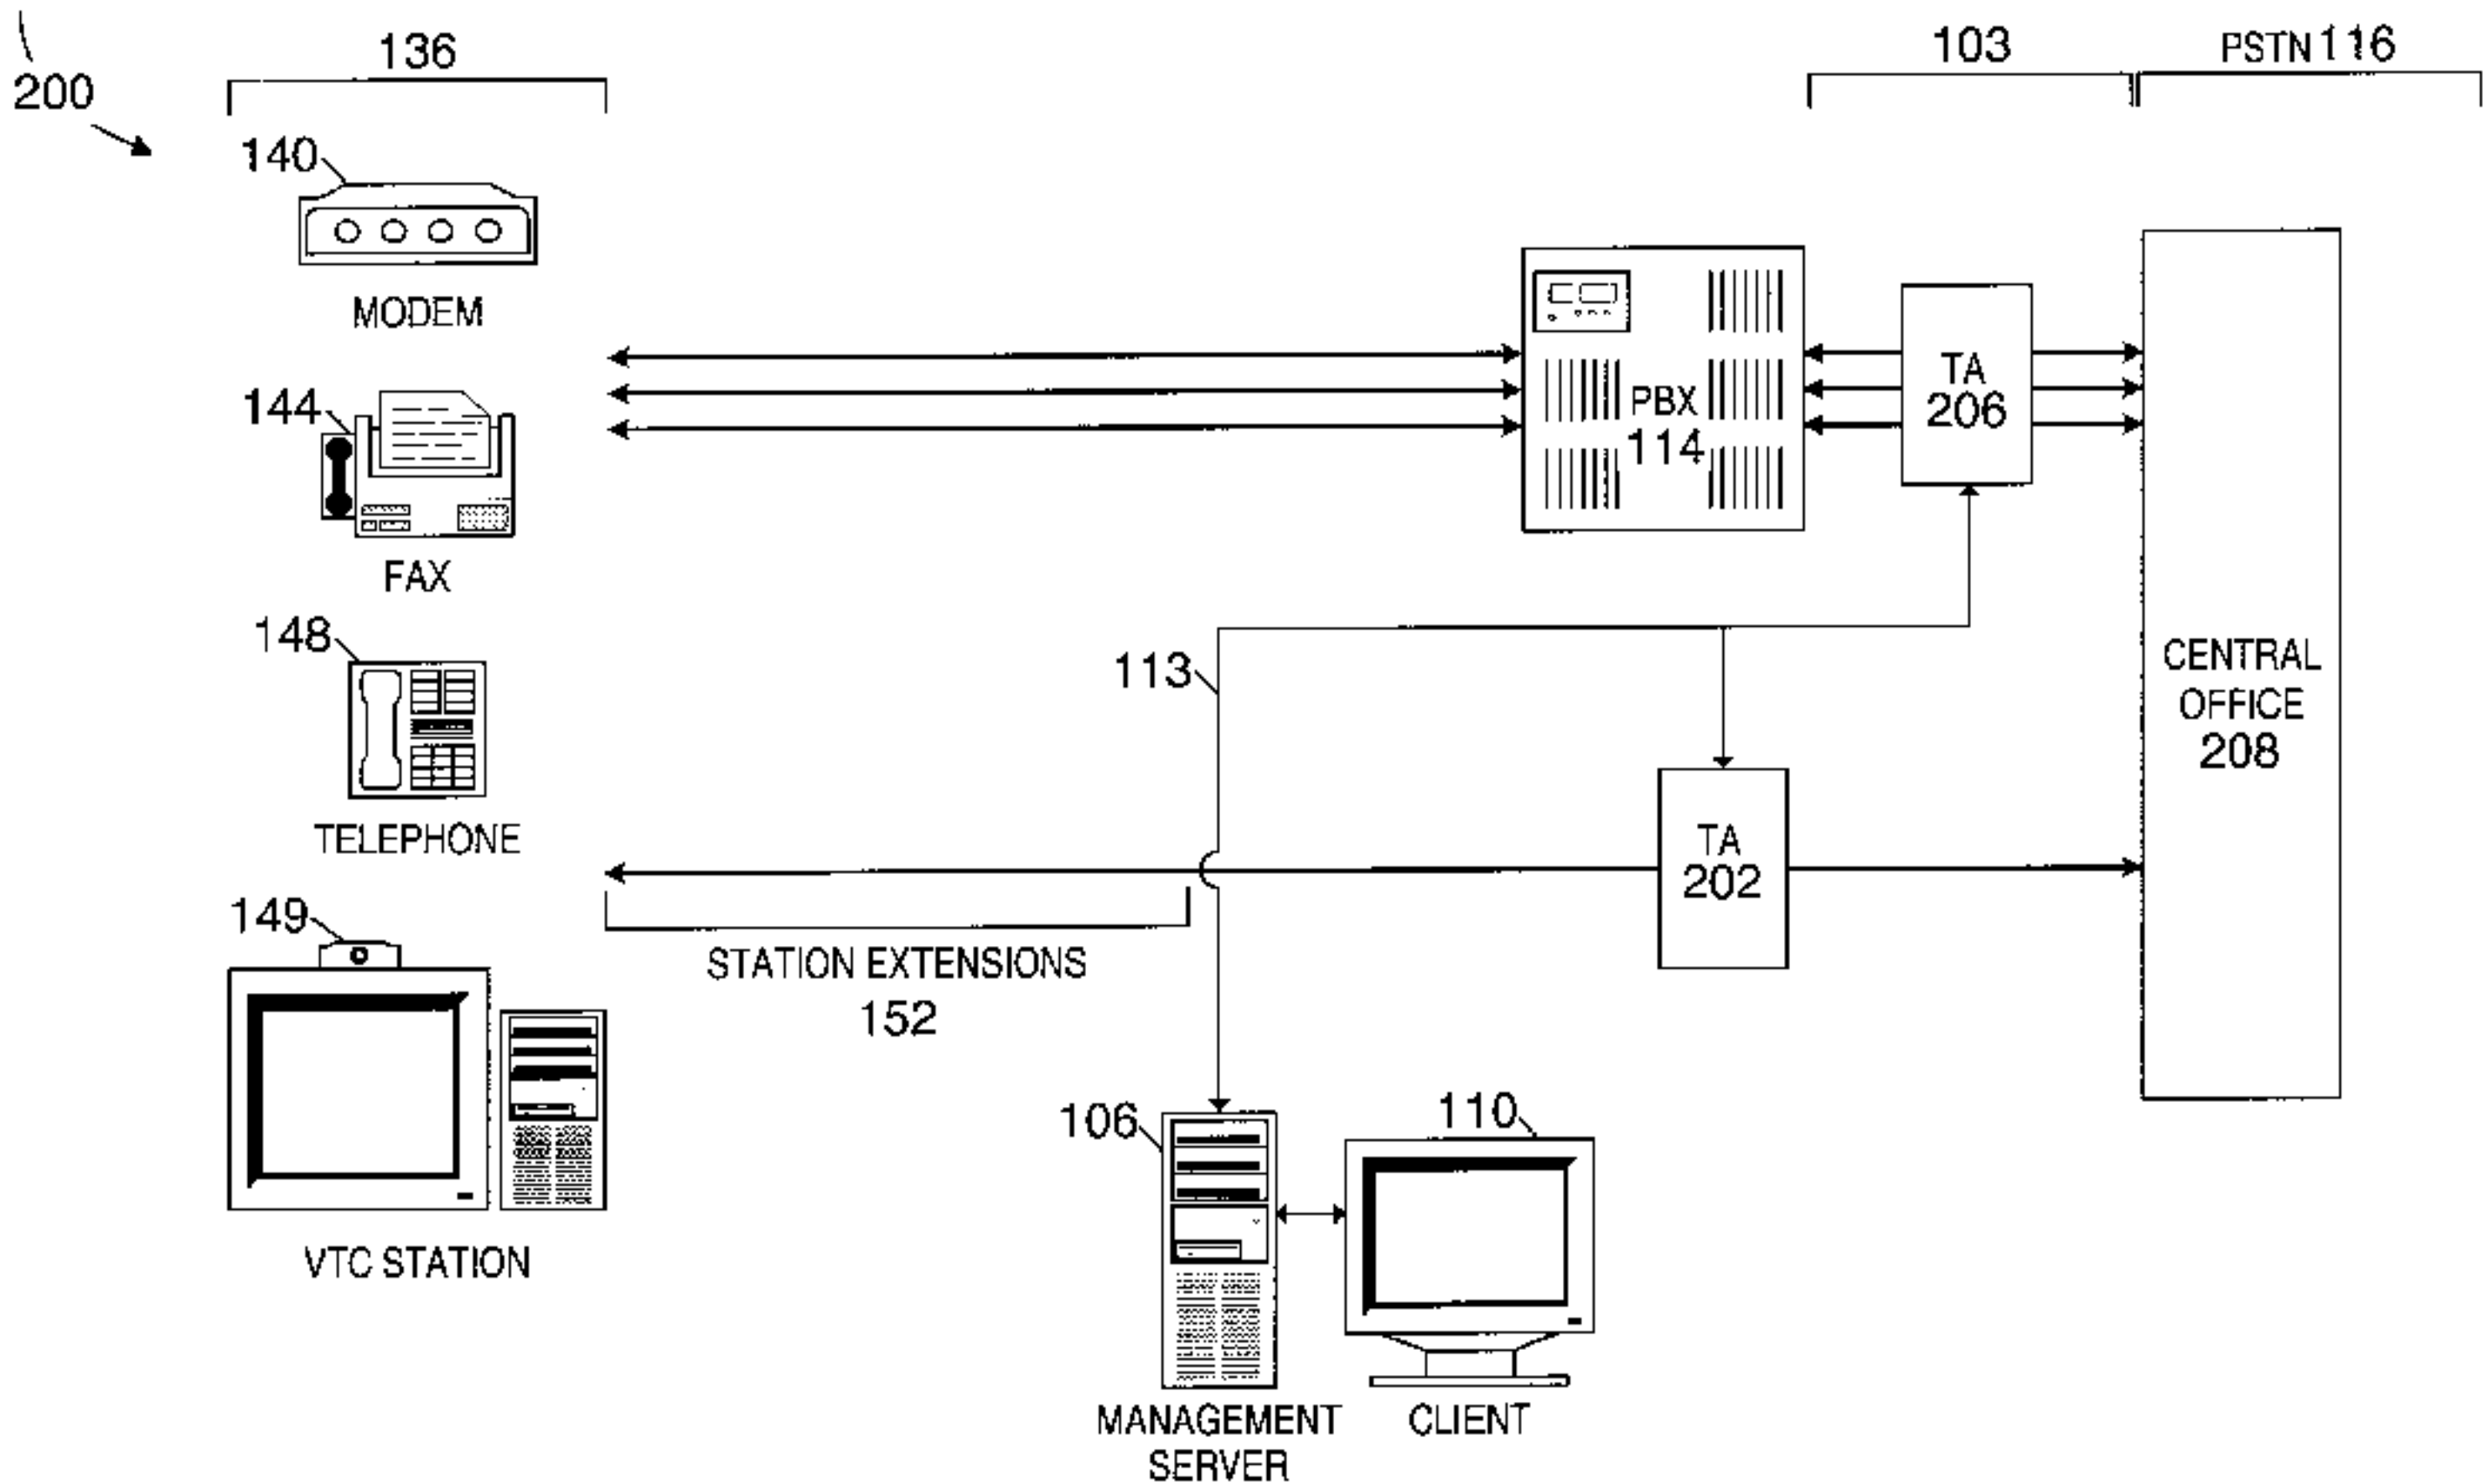 200
136
103
PSTN 116
140
MODEM
144
FAX
PBX
114
TA
206
148
TELEPHONE
113
CENTRAL
OFFICE
208
TA
202
149
STATION EXTENSIONS
152
VTC STATION
106
110
MANAGEMENT
SERVER
CLIENT